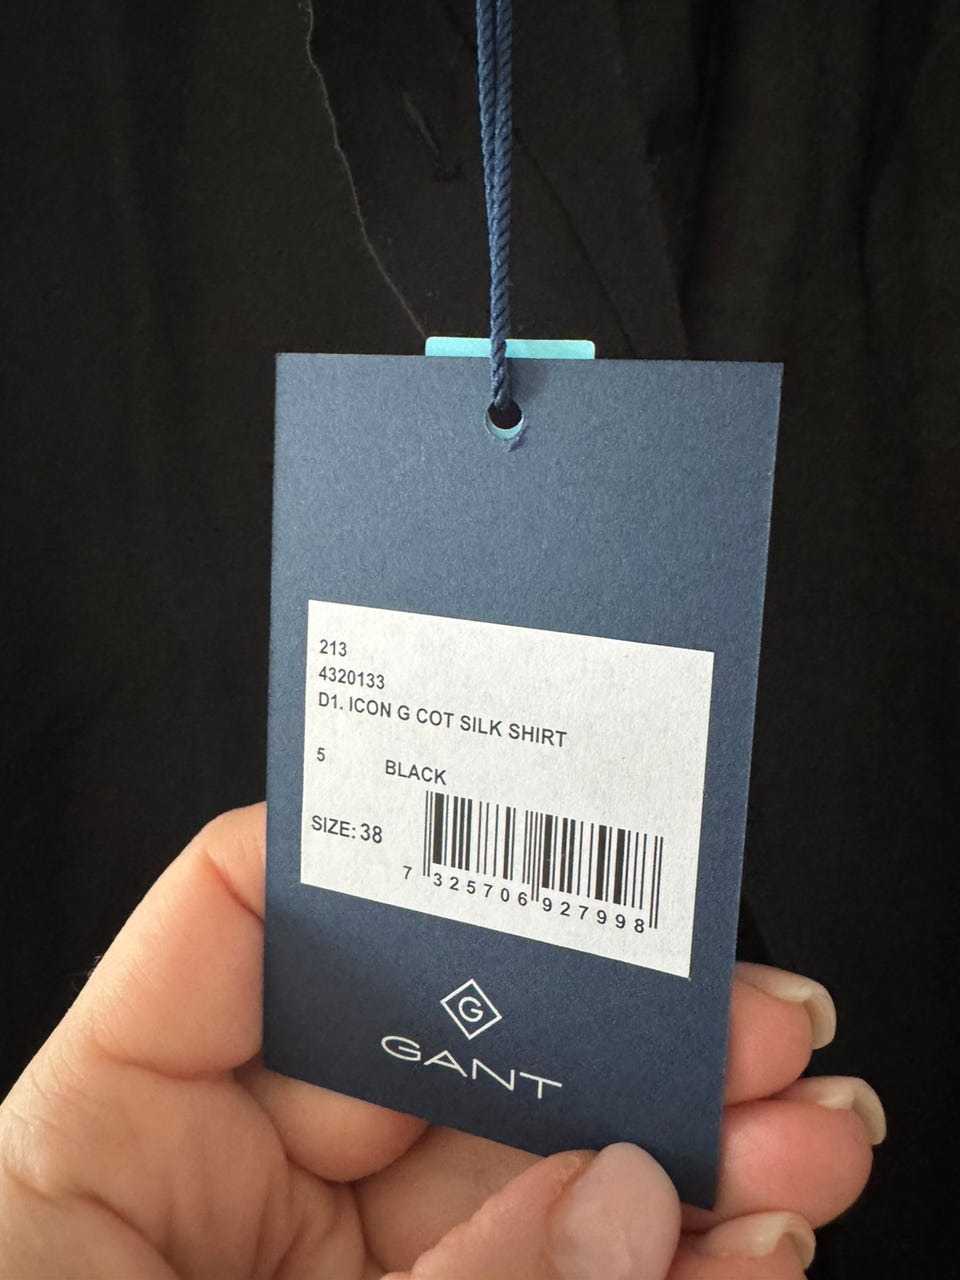 213
4320133
D1. ICON G COT SILK SHIRT
5 BLACK
SIZE: 38
7 325706 927998
G
GANT